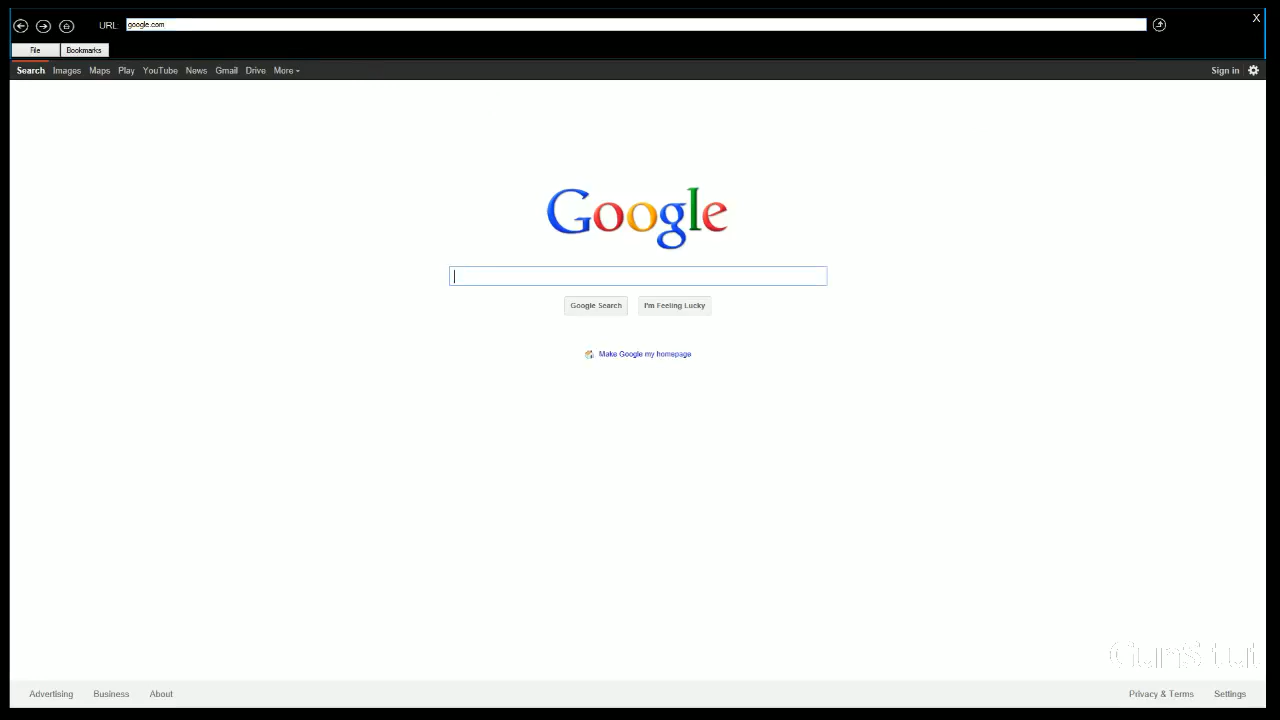 URL: google.com X
File Bookmarks
Search Images Maps Play YouTube News Gmail Drive More Sign in
Google
Google Search I'm Feeling Lucky
Make Google my homepage
Advertising Business About Privacy & Terms Settings